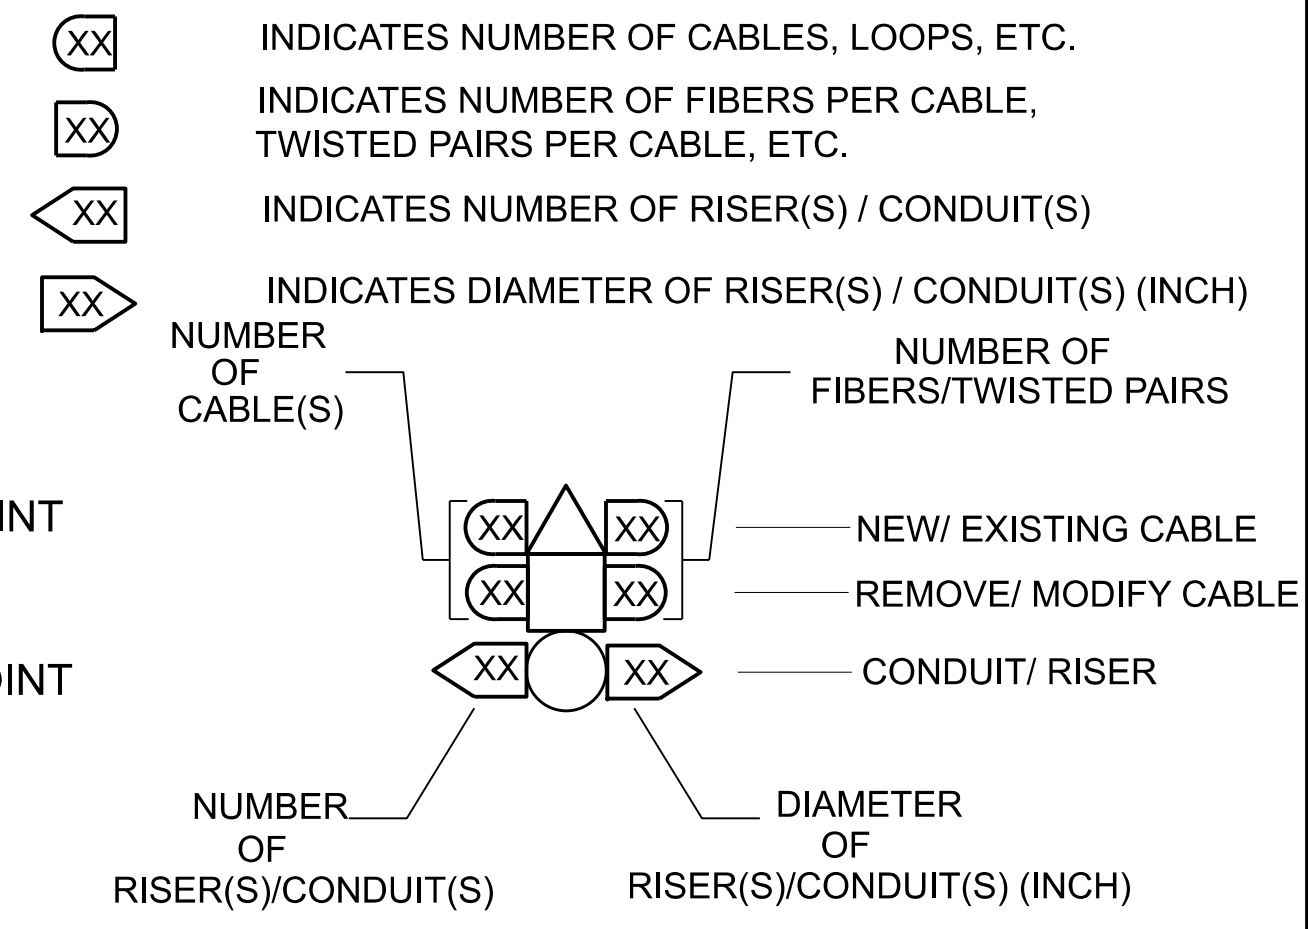 XX INDICATES NUMBER OF CABLES, LOOPS, ETC.
XX INDICATES NUMBER OF FIBERS PER CABLE,
TWISTED PAIRS PER CABLE, ETC.
XX INDICATES NUMBER OF RISER(S) / CONDUIT(S)
XX INDICATES DIAMETER OF RISER(S) / CONDUIT(S) (INCH)
NUMBER
OF
CABLE(S)
NUMBER OF
FIBERS/TWISTED PAIRS
INT
XX XX NEW/ EXISTING CABLE
XX XX REMOVE/ MODIFY CABLE
OINT
XX XX CONDUIT/ RISER
NUMBER
OF
RISER(S)/CONDUIT(S)
DIAMETER
OF
RISER(S)/CONDUIT(S) (INCH)